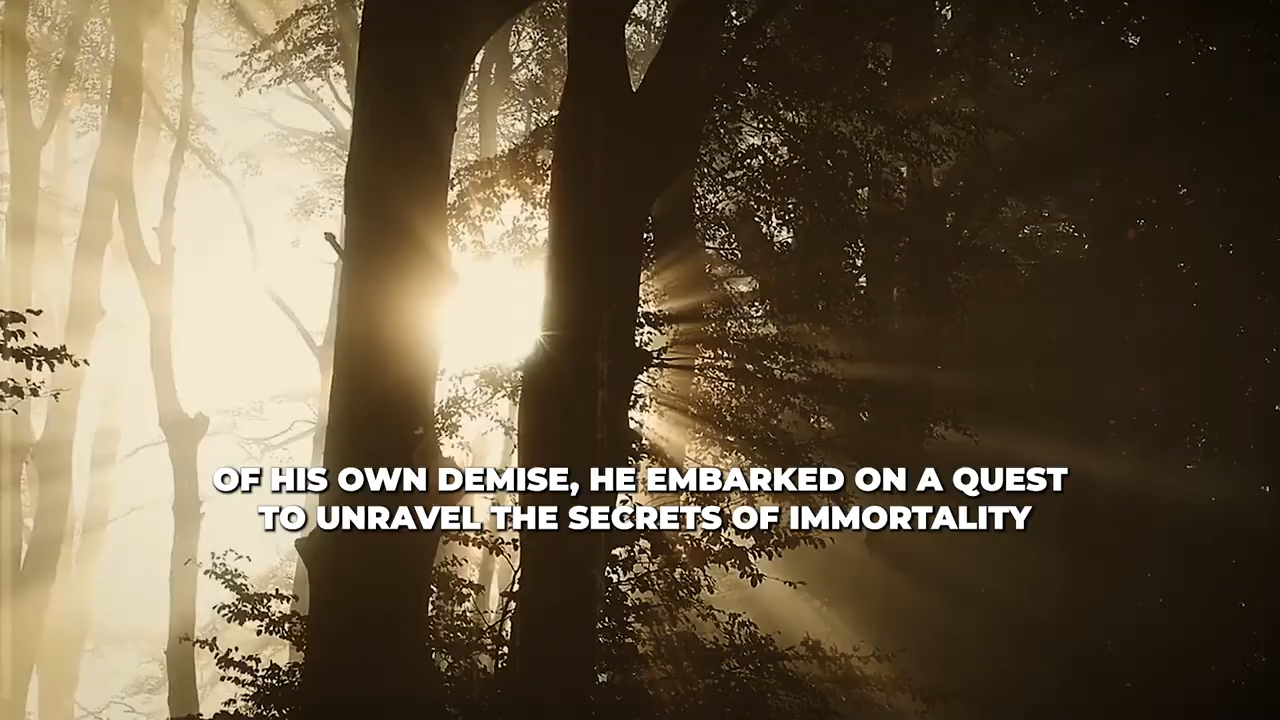 OF HIS OWN DEMISE, HE EMBARKED ON A QUEST
TO UNRAVEL THE SECRETS OF IMMORTALITY